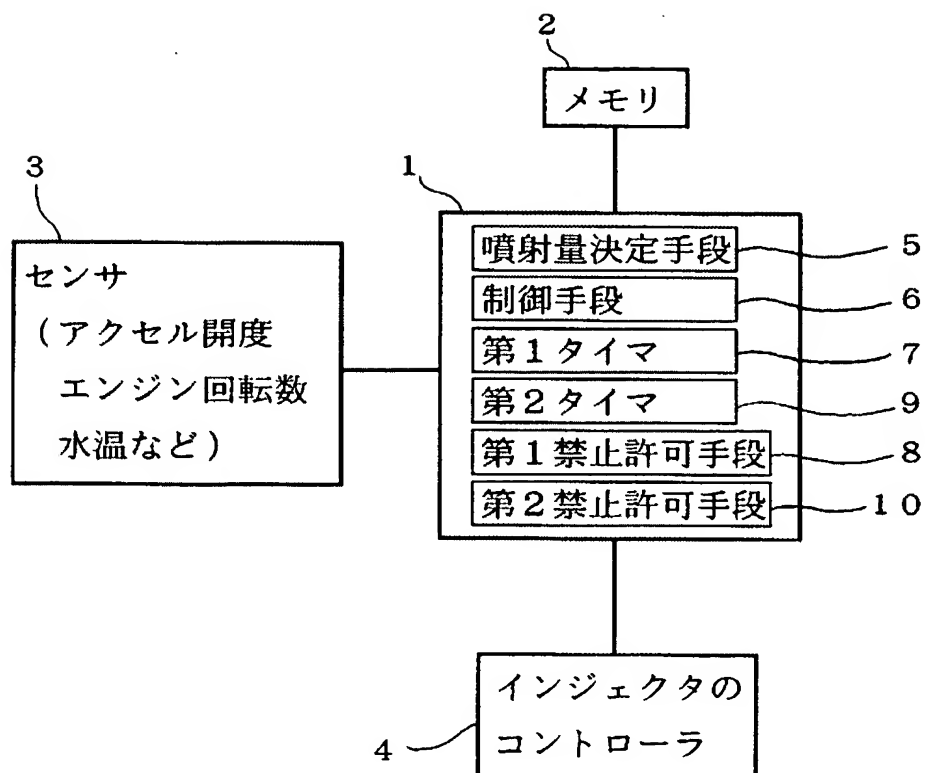 2
メモリ
3
1
センサ
(アクセル開度
エンジン回転数
水温など)
噴射量決定手段
5
制御手段
6
第1タイマ
7
第2タイマ
9
第1禁止許可手段
8
第2禁止許可手段
10
インジェクタの
コントローラ
4